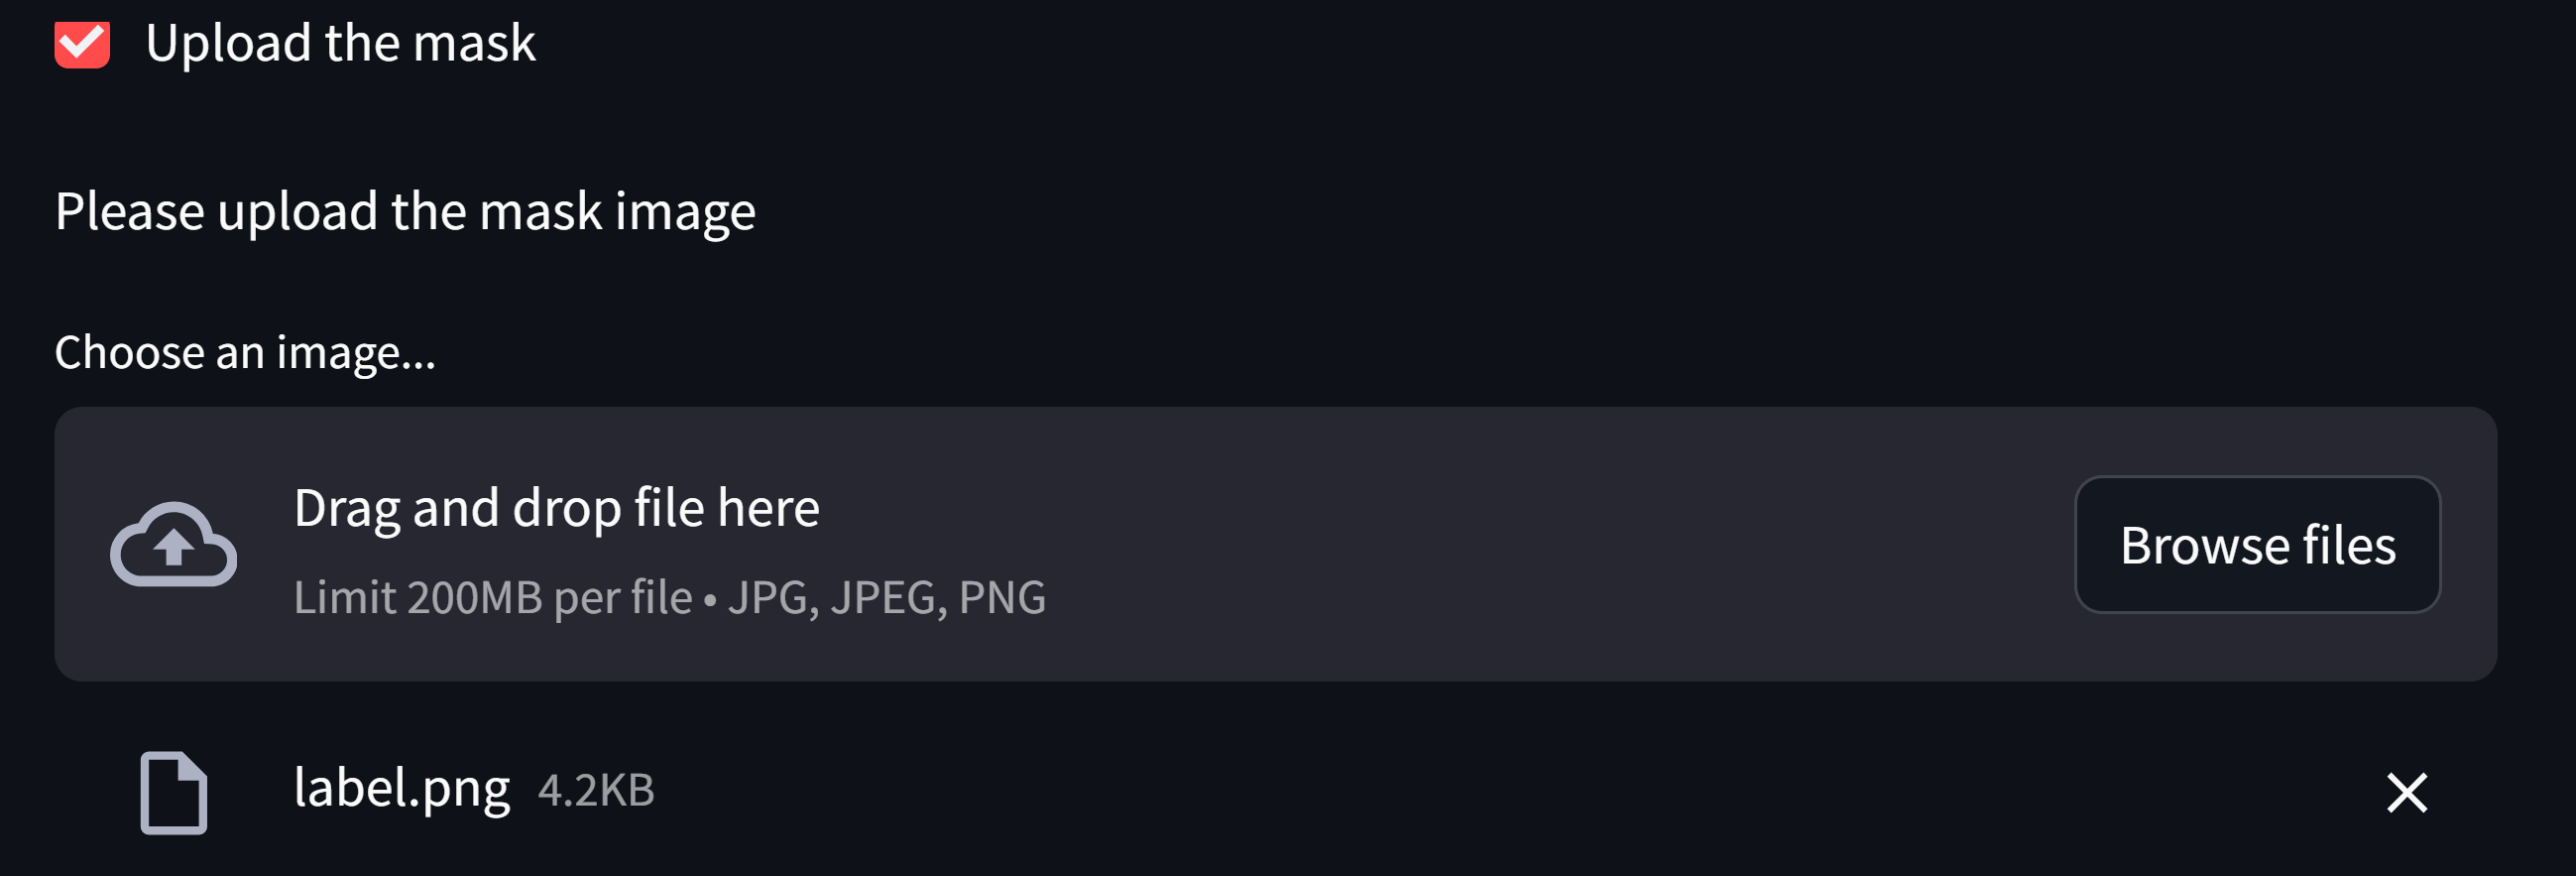 Upload the mask
Please upload the mask image
Choose an image...
Drag and drop file here
Limit 200MB per file • JPG, JPEG, PNG
Browse files
label.png 4.2KB